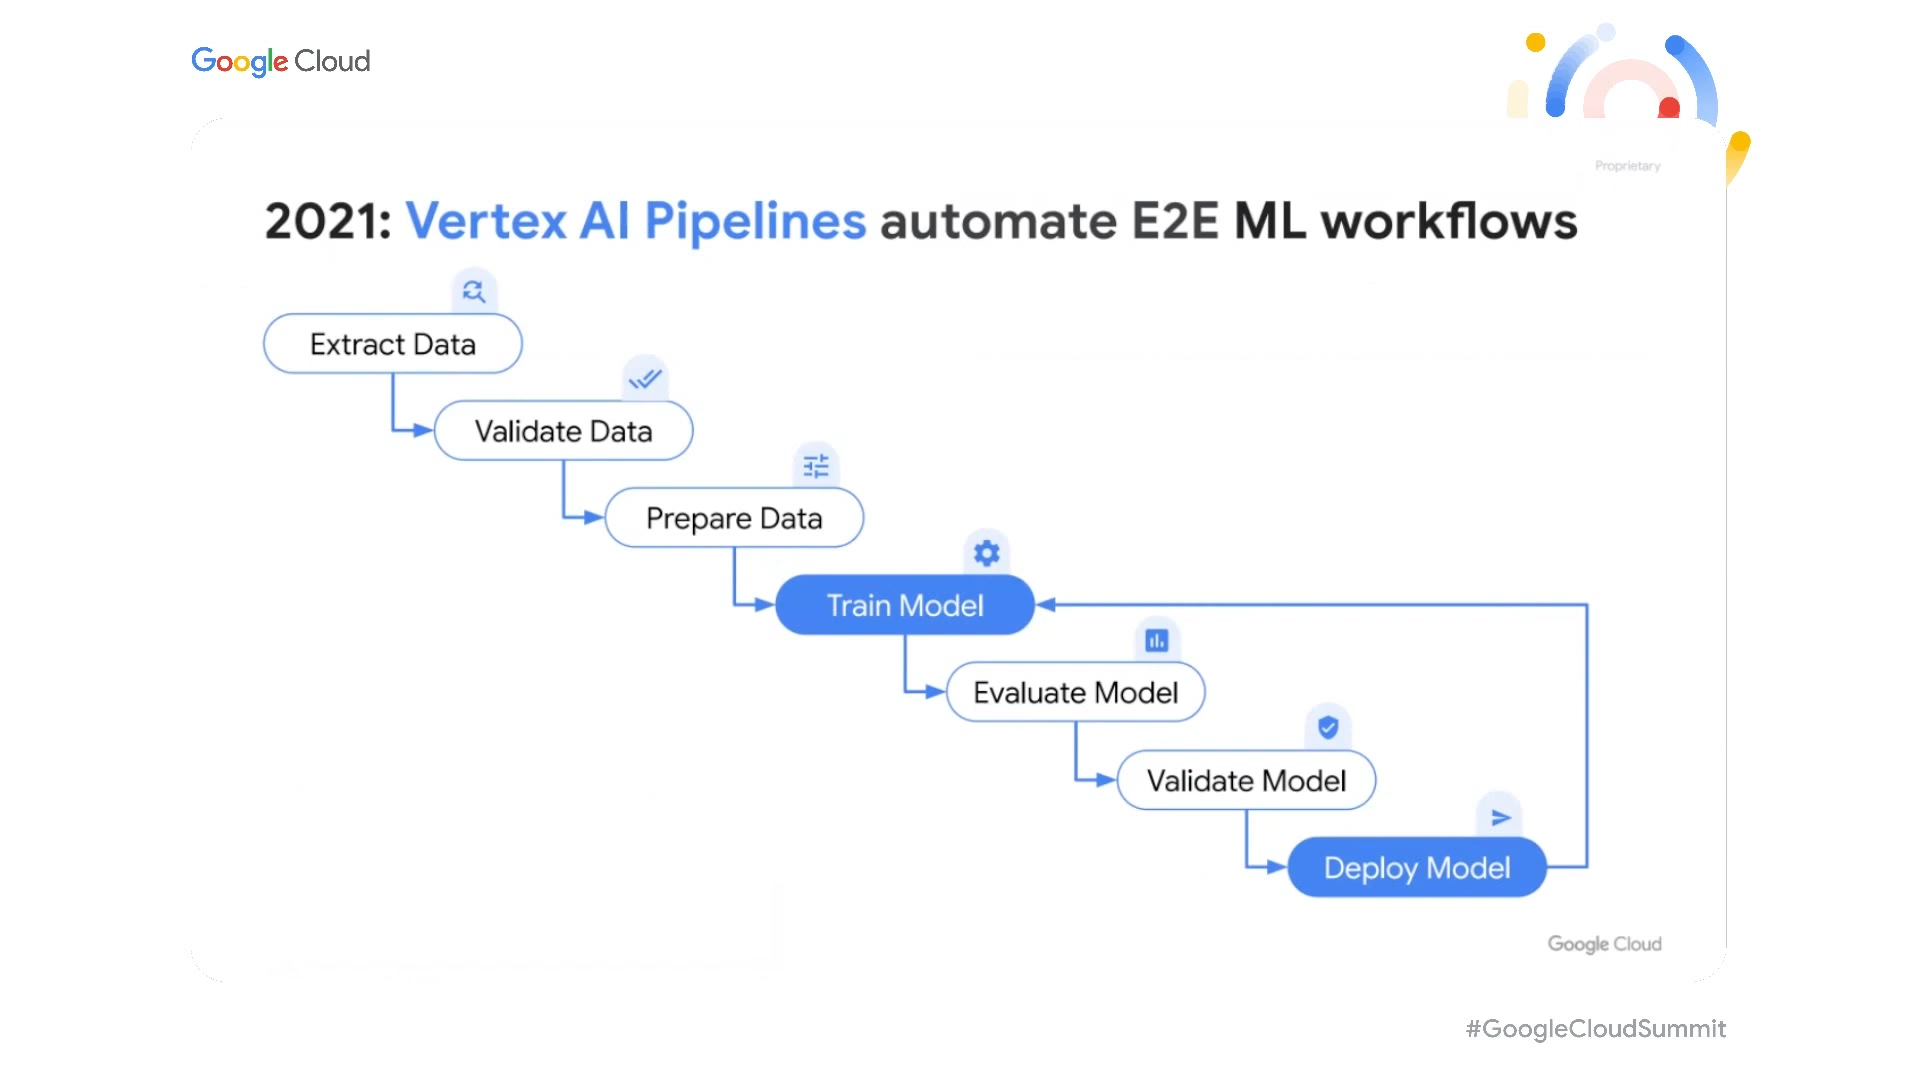 Google Cloud
Proprietary
2021: Vertex AI Pipelines automate E2E ML workflows
Extract Data
Validate Data
Prepare Data
Train Model
Evaluate Model
Validate Model
Deploy Model
Google Cloud
#GoogleCloudSummit